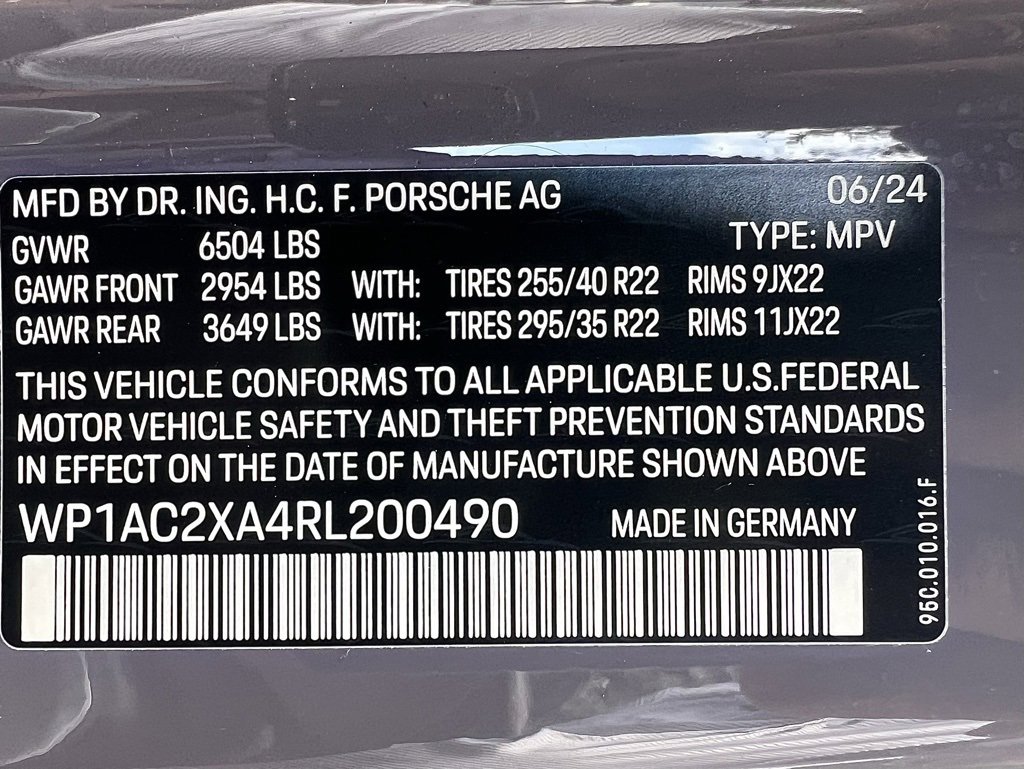 MFD BY DR. ING. H.C. F. PORSCHE AG 06/24
GVWR 6504 LBS TYPE: MPV
GAWR FRONT 2954 LBS WITH: TIRES 255/40 R22 RIMS 9JX22
GAWR REAR 3649 LBS WITH: TIRES 295/35 R22 RIMS 11JX22
THIS VEHICLE CONFORMS TO ALL APPLICABLE U.S.FEDERAL
MOTOR VEHICLE SAFETY AND THEFT PREVENTION STANDARDS
IN EFFECT ON THE DATE OF MANUFACTURE SHOWN ABOVE
WP1AC2XA4RL200490 MADE IN GERMANY
95C.010.016.F